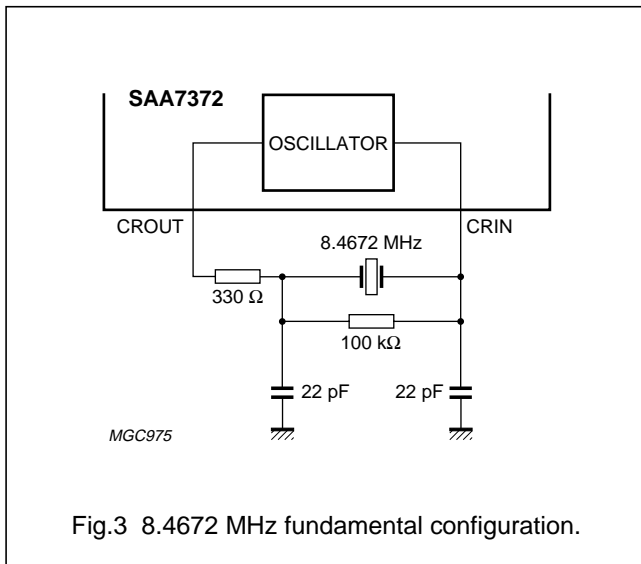 SAA7372
OSCILLATOR
CROUT
CRIN
8.4672 MHz
330 Ω
100 kΩ
22 pF
22 pF
MGC975
Fig.3 8.4672 MHz fundamental configuration.